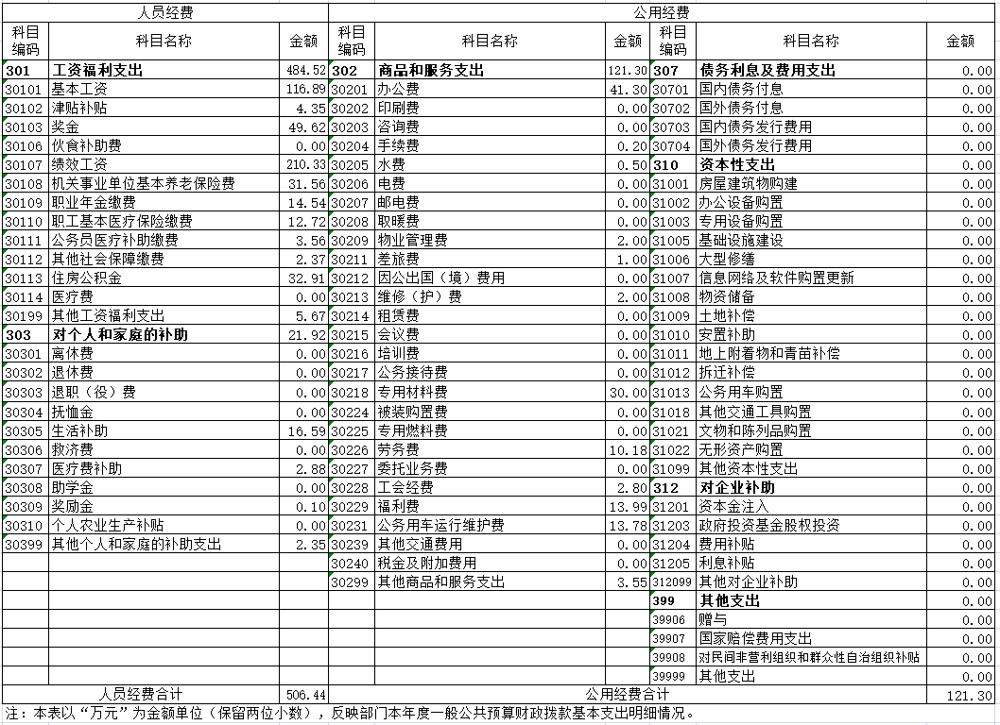 人员经费 公用经费
科目编码 科目名称 金额 科目编码 科目名称 金额 科目编码 科目名称 金额
301 工资福利支出 484.52 302 商品和服务支出 121.30 307 债务利息及费用支出 0.00
30101 基本工资 116.89 30201 办公费 41.30 30701 国内债务付息 0.00
30102 津贴补贴 4.35 30202 印刷费 0.00 30702 国外债务付息 0.00
30103 奖金 49.62 30203 咨询费 0.00 30703 国内债务发行费用 0.00
30106 伙食补助费 0.00 30204 手续费 0.20 30704 国外债务发行费用 0.00
30107 绩效工资 210.33 30205 水费 0.50 310 资本性支出 0.00
30108 机关事业单位基本养老保险费 31.56 30206 电费 0.00 31001 房屋建筑物购建 0.00
30109 职业年金缴费 14.54 30207 邮电费 0.00 31002 办公设备购置 0.00
30110 职工基本医疗保险缴费 12.72 30208 取暖费 0.00 31003 专用设备购置 0.00
30111 公务员医疗补助缴费 3.56 30209 物业管理费 2.00 31005 基础设施建设 0.00
30112 其他社会保障缴费 2.37 30211 差旅费 1.00 31006 大型修缮 0.00
30113 住房公积金 32.91 30212 因公出国（境）费用 0.00 31007 信息网络及软件购置更新 0.00
30114 医疗费 0.00 30213 维修（护）费 2.00 31008 物资储备 0.00
30199 其他工资福利支出 5.67 30214 租赁费 0.00 31009 土地补偿 0.00
303 对个人和家庭的补助 21.92 30215 会议费 0.00 31010 安置补助 0.00
30301 离休费 0.00 30216 培训费 0.00 31011 地上附着物和青苗补偿 0.00
30302 退休费 0.00 30217 公务接待费 0.00 31012 拆迁补偿 0.00
30303 退职（役）费 0.00 30218 专用材料费 30.00 31013 公务用车购置 0.00
30304 抚恤金 0.00 30224 被装购置费 0.00 31018 其他交通工具购置 0.00
30305 生活补助 16.59 30225 专用燃料费 0.00 31021 文物和陈列品购置 0.00
30306 救济费 0.00 30226 劳务费 10.18 31022 无形资产购置 0.00
30307 医疗费补助 2.88 30227 委托业务费 0.00 31099 其他资本性支出 0.00
30308 助学金 0.00 30228 工会经费 2.80 312 对企业补助 0.00
30309 奖励金 0.10 30229 福利费 13.99 31201 资本金注入 0.00
30310 个人农业生产补贴 0.00 30231 公务用车运行维护费 13.78 31203 政府投资基金股权投资 0.00
30399 其他个人和家庭的补助支出 2.35 30239 其他交通费用 0.00 31204 费用补贴 0.00
30240 税金及附加费用 0.00 31205 利息补贴 0.00
30299 其他商品和服务支出 3.55 312099 其他对企业补助 0.00
399 其他支出 0.00
39906 赠与 0.00
39907 国家赔偿费用支出 0.00
39908 对民间非营利组织和群众性自治组织补贴 0.00
39999 其他支出 0.00
人员经费合计 506.44 公用经费合计 121.30
注：本表以“万元”为金额单位（保留两位小数），反映部门本年度一般公共预算财政拨款基本支出明细情况。